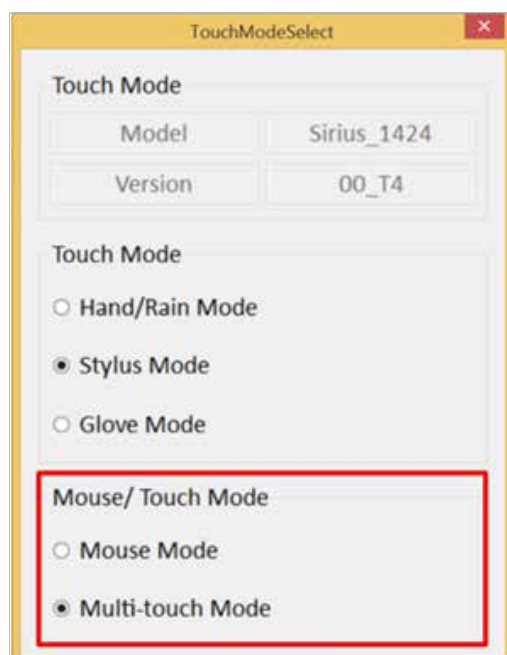 TouchModeSelect
Touch Mode
Model Sirius_1424
Version 00_T4
Touch Mode
Hand/Rain Mode
Stylus Mode
Glove Mode
Mouse/ Touch Mode
Mouse Mode
Multi-touch Mode